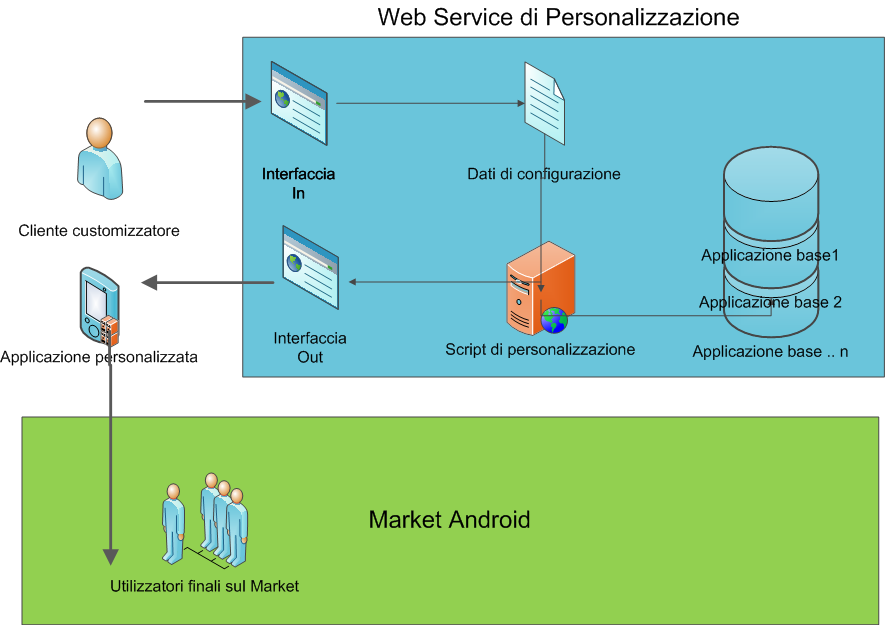 Web Service di Personalizzazione
Interfaccia
In
Dati di configurazione
Cliente customizzatore
Applicazione base1
Applicazione base 2
Applicazione base .. n
Interfaccia
Out
Script di personalizzazione
Applicazione personalizzata
Market Android
Utilizzatori finali sul Market